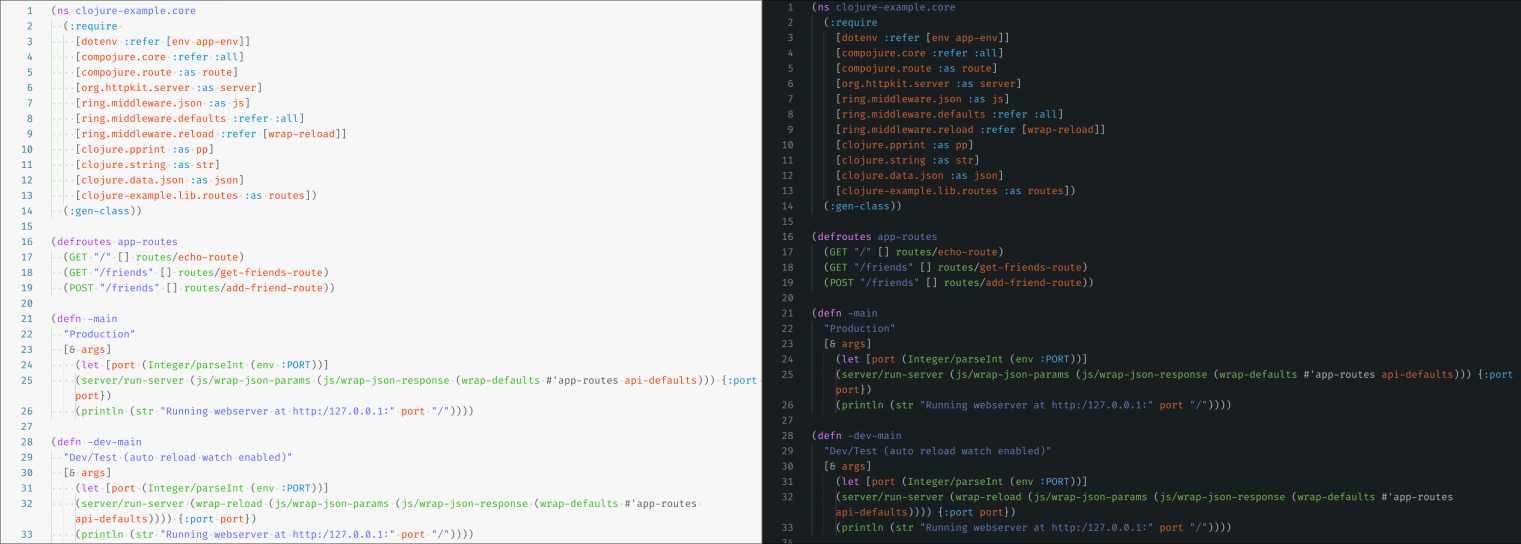 1 (ns clojure-example.core
2 (:require
3 [dotenv :refer [env app-env]]
4 [compojure.core :refer :all]
5 [compojure.route :as route]
6 [org.httpkit.server :as server]
7 [ring.middleware.json :as js]
8 [ring.middleware.defaults :refer :all]
9 [ring.middleware.reload :refer [wrap-reload]]
10 [clojure.pprint :as pp]
11 [clojure.string :as str]
12 [clojure.data.json :as json]
13 [clojure-example.lib.routes :as routes])
14 (:gen-class))
15
16 (defroutes app-routes
17 (GET "/" [] routes/echo-route)
18 (GET "/friends" [] routes/get-friends-route)
19 (POST "/friends" [] routes/add-friend-route))
20
21 (defn -main
22 "Production"
23 [& args]
24 (let [port (Integer/parseInt (env :PORT))]
25 (server/run-server (js/wrap-json-params (js/wrap-json-response (wrap-defaults #'app-routes api-defaults))) {:port
port})
26 (println (str "Running webserver at http:/127.0.0.1:" port "/"))))
27
28 (defn -dev-main
29 "Dev/Test (auto reload watch enabled)"
30 [& args]
31 (let [port (Integer/parseInt (env :PORT))]
32 (server/run-server (wrap-reload (js/wrap-json-params (js/wrap-json-response (wrap-defaults #'app-routes
api-defaults)))) {:port port})
33 (println (str "Running webserver at http:/127.0.0.1:" port "/"))))
1 (ns clojure-example.core
2 (:require
3 [dotenv :refer [env app-env]]
4 [compojure.core :refer :all]
5 [compojure.route :as route]
6 [org.httpkit.server :as server]
7 [ring.middleware.json :as js]
8 [ring.middleware.defaults :refer :all]
9 [ring.middleware.reload :refer [wrap-reload]]
10 [clojure.pprint :as pp]
11 [clojure.string :as str]
12 [clojure.data.json :as json]
13 [clojure-example.lib.routes :as routes])
14 (:gen-class))
15
16 (defroutes app-routes
17 (GET "/" [] routes/echo-route)
18 (GET "/friends" [] routes/get-friends-route)
19 (POST "/friends" [] routes/add-friend-route))
20
21 (defn -main
22 "Production"
23 [& args]
24 (let [port (Integer/parseInt (env :PORT))]
25 (server/run-server (js/wrap-json-params (js/wrap-json-response (wrap-defaults #'app-routes api-defaults))) {:port
port})
26 (println (str "Running webserver at http:/127.0.0.1:" port "/"))))
27
28 (defn -dev-main
29 "Dev/Test (auto reload watch enabled)"
30 [& args]
31 (let [port (Integer/parseInt (env :PORT))]
32 (server/run-server (wrap-reload (js/wrap-json-params (js/wrap-json-response (wrap-defaults #'app-routes
api-defaults)))) {:port port})
33 (println (str "Running webserver at http:/127.0.0.1:" port "/"))))
34